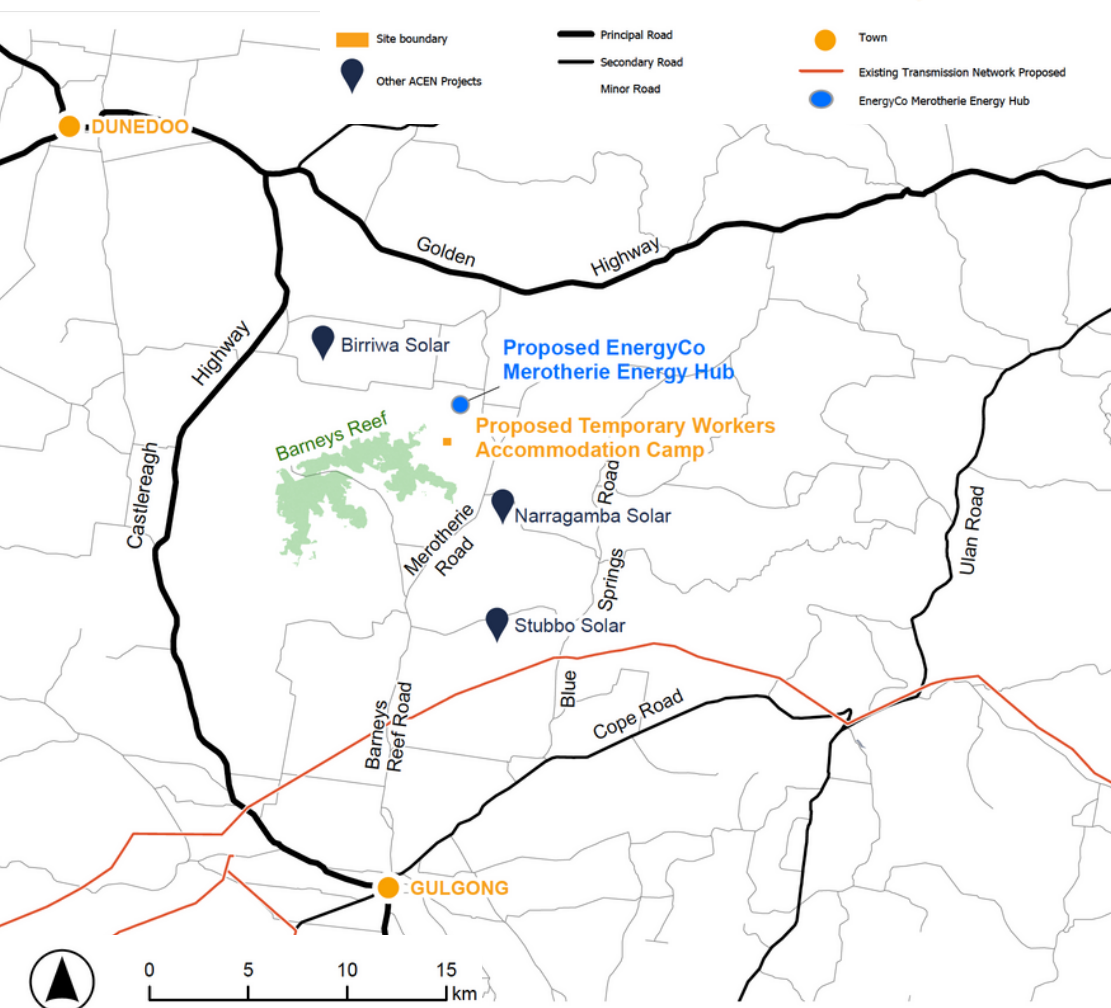 Site boundary
Principal Road
Town
Other ACEN Projects
Secondary Road
Existing Transmission Network Proposed
Minor Road
EnergyCo Merotherie Energy Hub
DUNEDOO
Golden
Highway
Highway
Castlereagh
Birriwa Solar
Proposed EnergyCo
Merotherie Energy Hub
Barneys Reef
Proposed Temporary Workers
Accommodation Camp
Road
Springs
Blue
Narragamba Solar
Merotherie
Road
Ulan Road
Stubbo Solar
Barneys
Reef Road
Cope Road
GULGONG
0 5 10 15
km